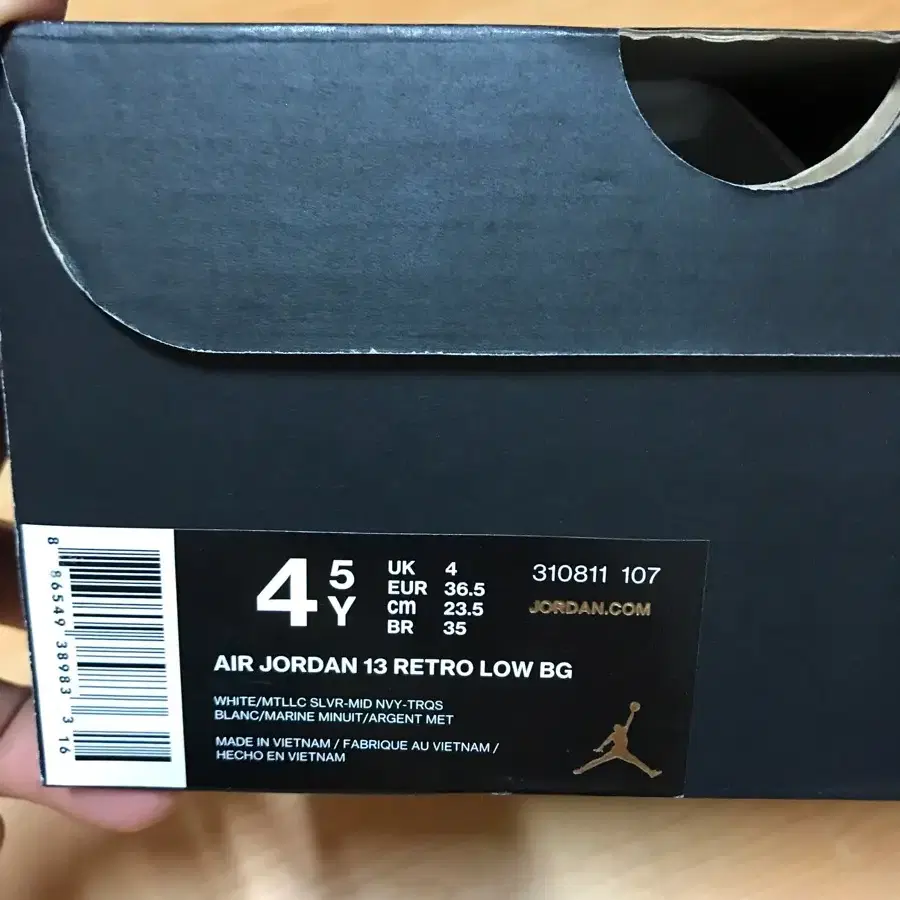 8 86549 38983 3 16
4 5 Y
UK 4
EUR 36.5
cm 23.5
BR 35
310811 107
JORDAN.COM
AIR JORDAN 13 RETRO LOW BG
WHITE/MTLLC SLVR-MID NVY-TRQS
BLANC/MARINE MINUIT/ARGENT MET
MADE IN VIETNAM / FABRIQUE AU VIETNAM /
HECHO EN VIETNAM